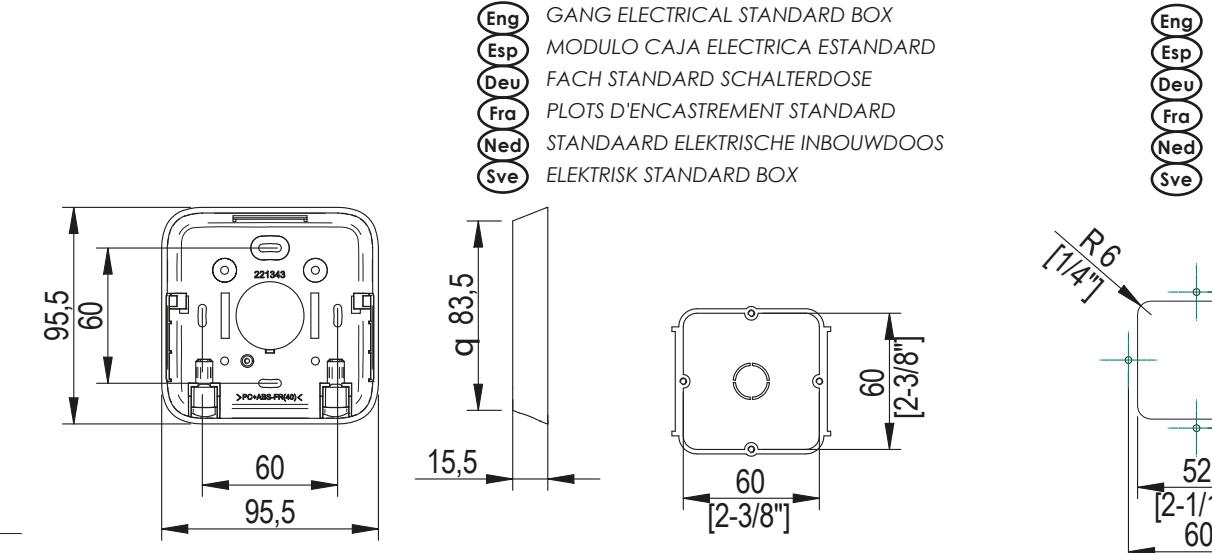 Eng GANG ELECTRICAL STANDARD BOX
Esp MODULO CAJA ELECTRICA ESTANDARD
Deu FACH STANDARD SCHALTERDOSE
Fra PLOTS D'ENCASTREMENT STANDARD
Ned STANDAARD ELEKTRISCHE INBOUWDOOS
Sve ELEKTRISK STANDARD BOX
Eng
Esp
Deu
Fra
Ned
Sve
95,5
60
221343
>PC+ABS-FR(40)<
60
95,5
q 83,5
15,5
60
[2-3/8"]
60
[2-3/8"]
R6
[1/4"]
52
[2-1/1
60